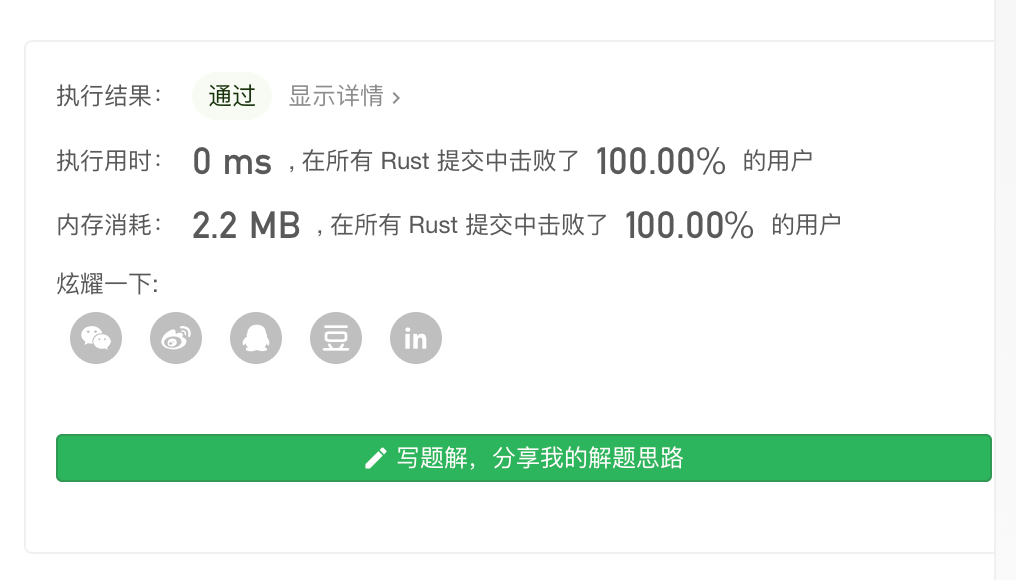 执行结果： 通过 显示详情 ›
执行用时： 0 ms , 在所有 Rust 提交中击败了 100.00% 的用户
内存消耗： 2.2 MB , 在所有 Rust 提交中击败了 100.00% 的用户
炫耀一下:
豆 in
写题解，分享我的解题思路